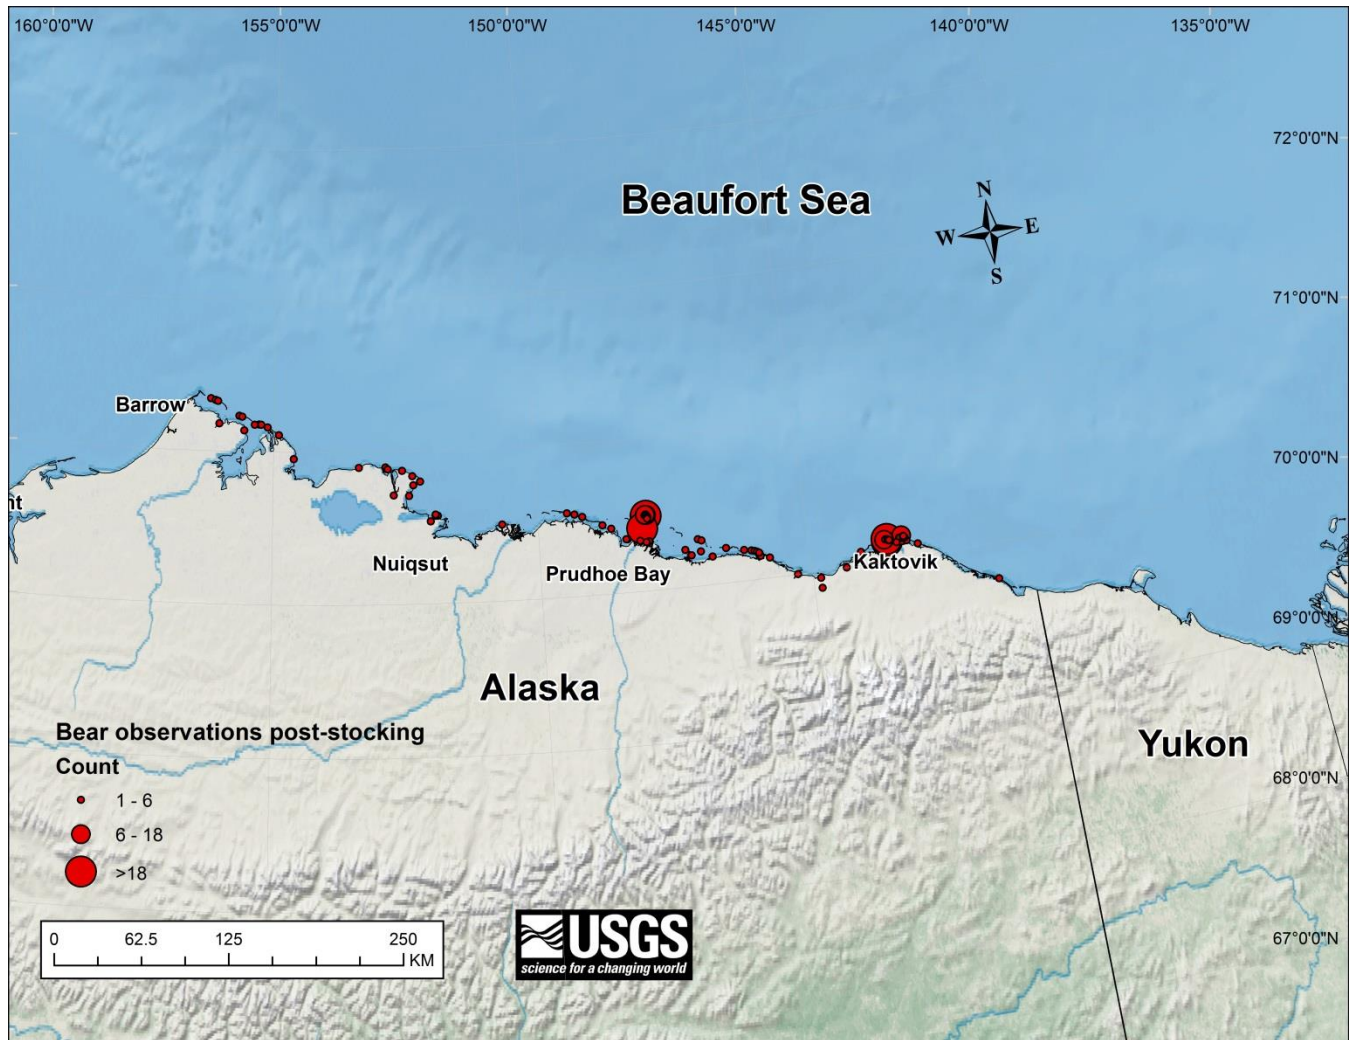 160°0'0"W
155°0'0"W
150°0'0"W
145°0'0"W
140°0'0"W
135°0'0"W
72°0'0"N
Beaufort Sea
N
W
E
S
71°0'0"N
Barrow
70°0'0"N
nt
Nuiqsut
Prudhoe Bay
Kaktovik
69°0'0"N
Alaska
Bear observations post-stocking
Yukon
Count
68°0'0"N
1 - 6
6 - 18
>18
0
62.5
125
250
KM
USGS
science for a changing world
67°0'0"N